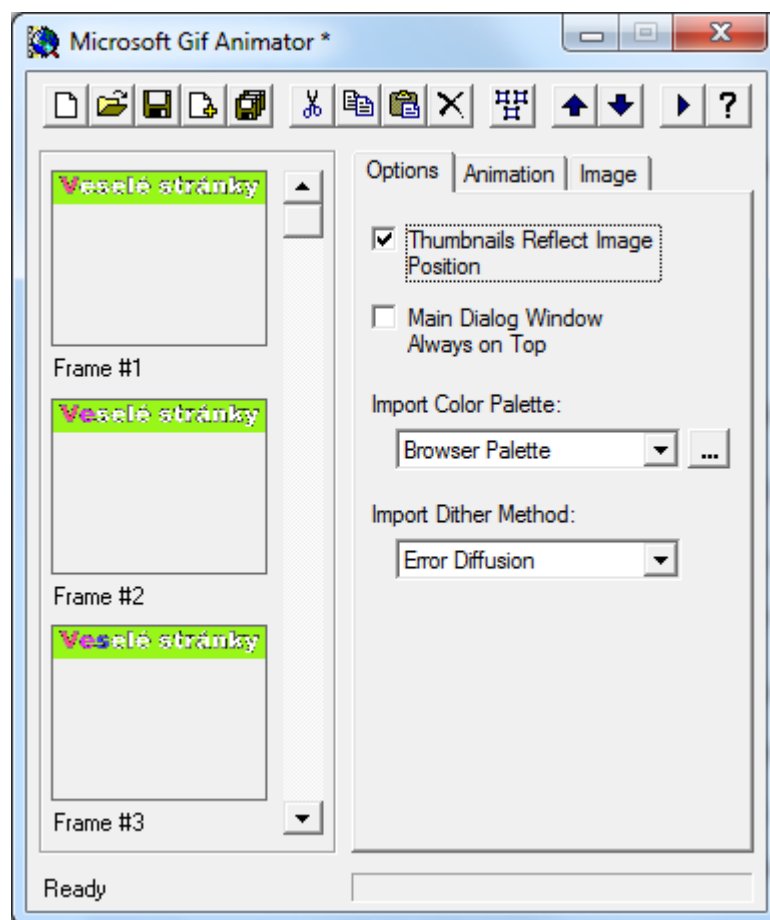 Microsoft Gif Animator *
?
Options Animation Image
Veselé stránky
Frame #1
Veselé stránky
Frame #2
Veselé stránky
Frame #3
Thumbnails Reflect Image
Position
Main Dialog Window
Always on Top
Import Color Palette:
Browser Palette
...
Import Dither Method:
Error Diffusion
Ready